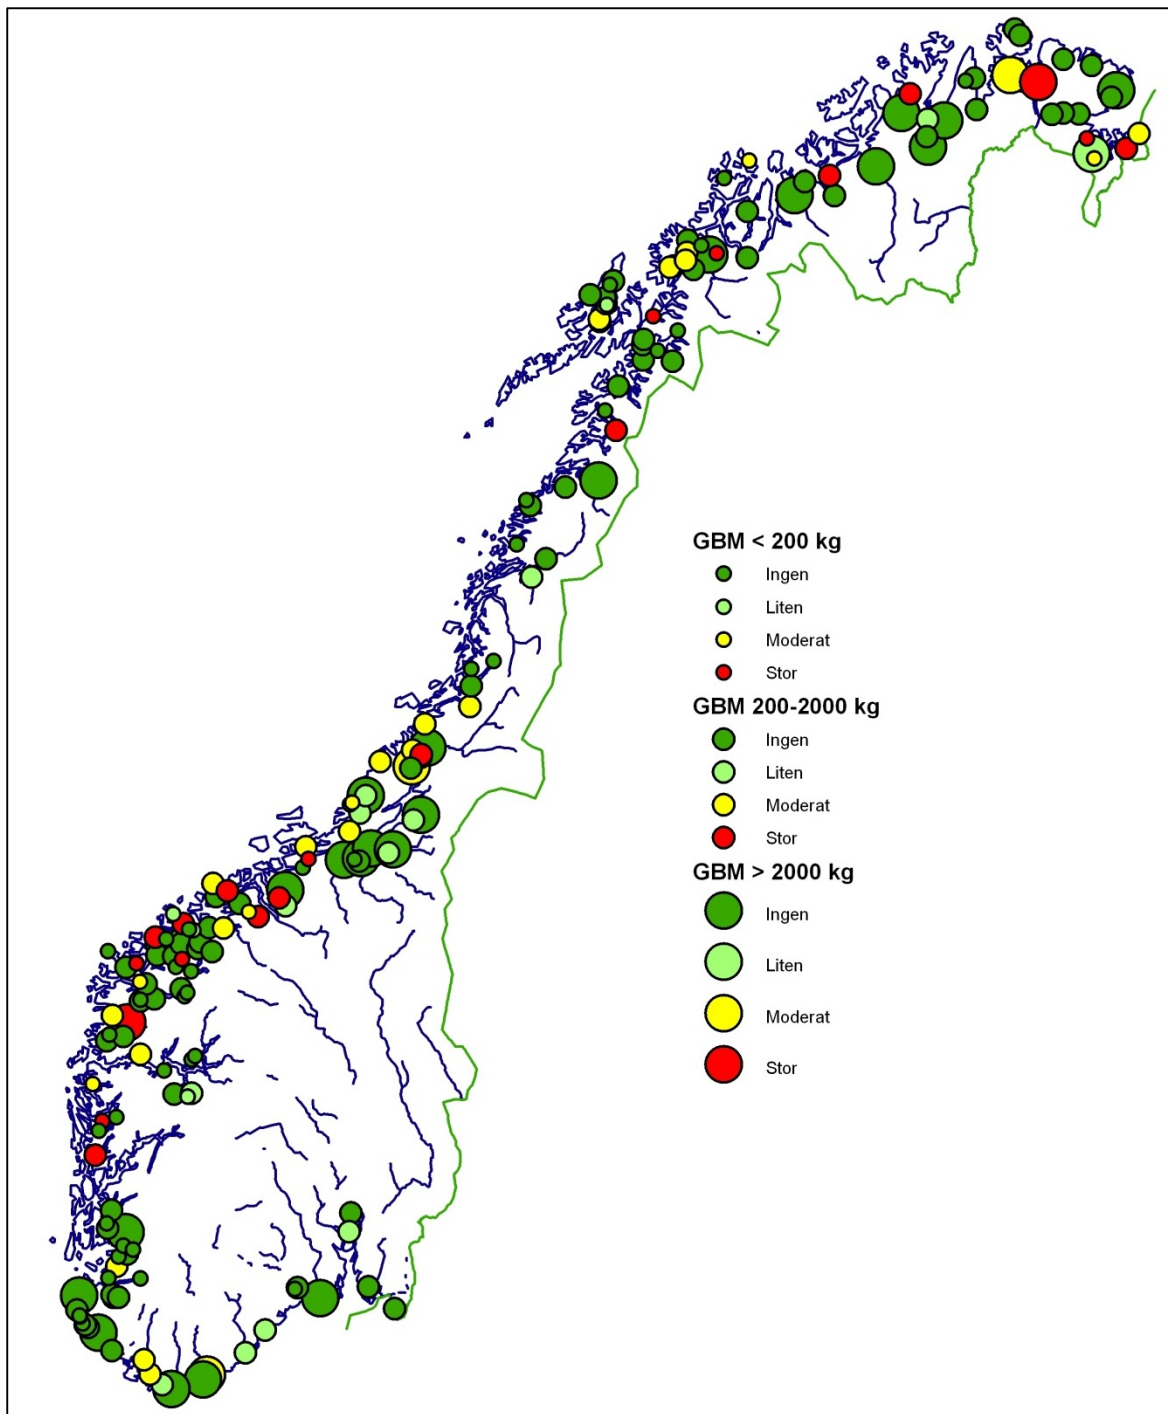 GBM < 200 kg
Ingen
Liten
Moderat
Stor
GBM 200-2000 kg
Ingen
Liten
Moderat
Stor
GBM > 2000 kg
Ingen
Liten
Moderat
Stor